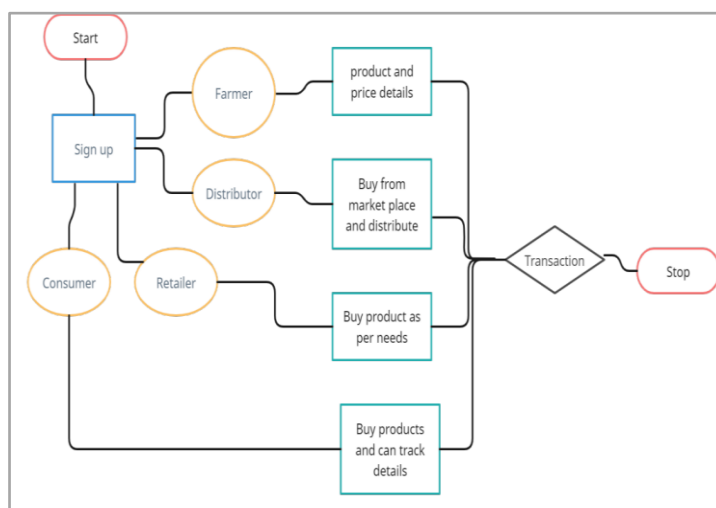 Start
Sign up
Farmer
product and
price details
Distributor
Buy from
market place
and distribute
Transaction
Stop
Consumer
Retailer
Buy product as
per needs
Buy products
and can track
details